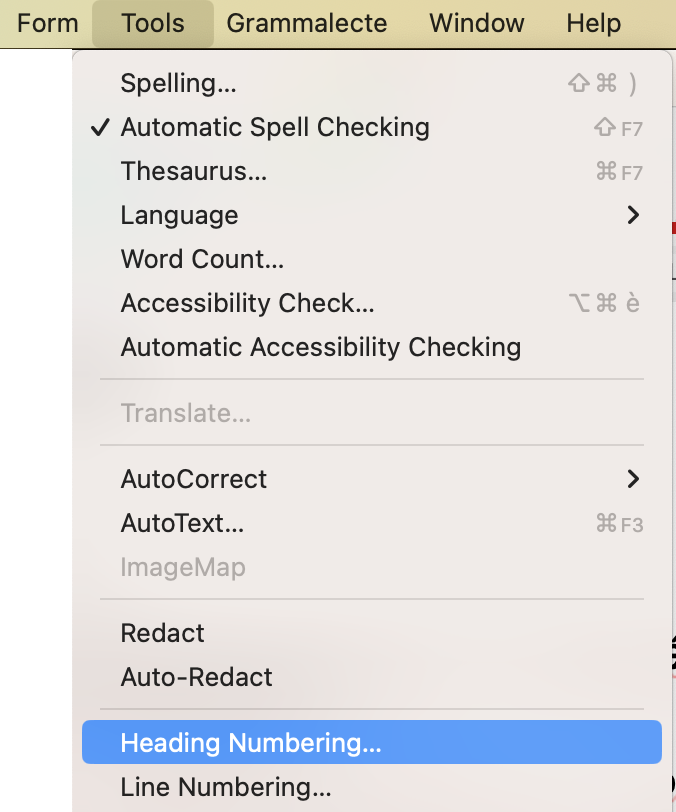 Form Tools Grammalecte Window Help
Spelling... ⇧⌘ )
✓ Automatic Spell Checking ⇧F7
Thesaurus... ⌘F7
Language >
Word Count...
Accessibility Check... ⌥⌘ è
Automatic Accessibility Checking
Translate...
AutoCorrect >
AutoText... ⌘F3
ImageMap
Redact
Auto-Redact
Heading Numbering...
Line Numbering...